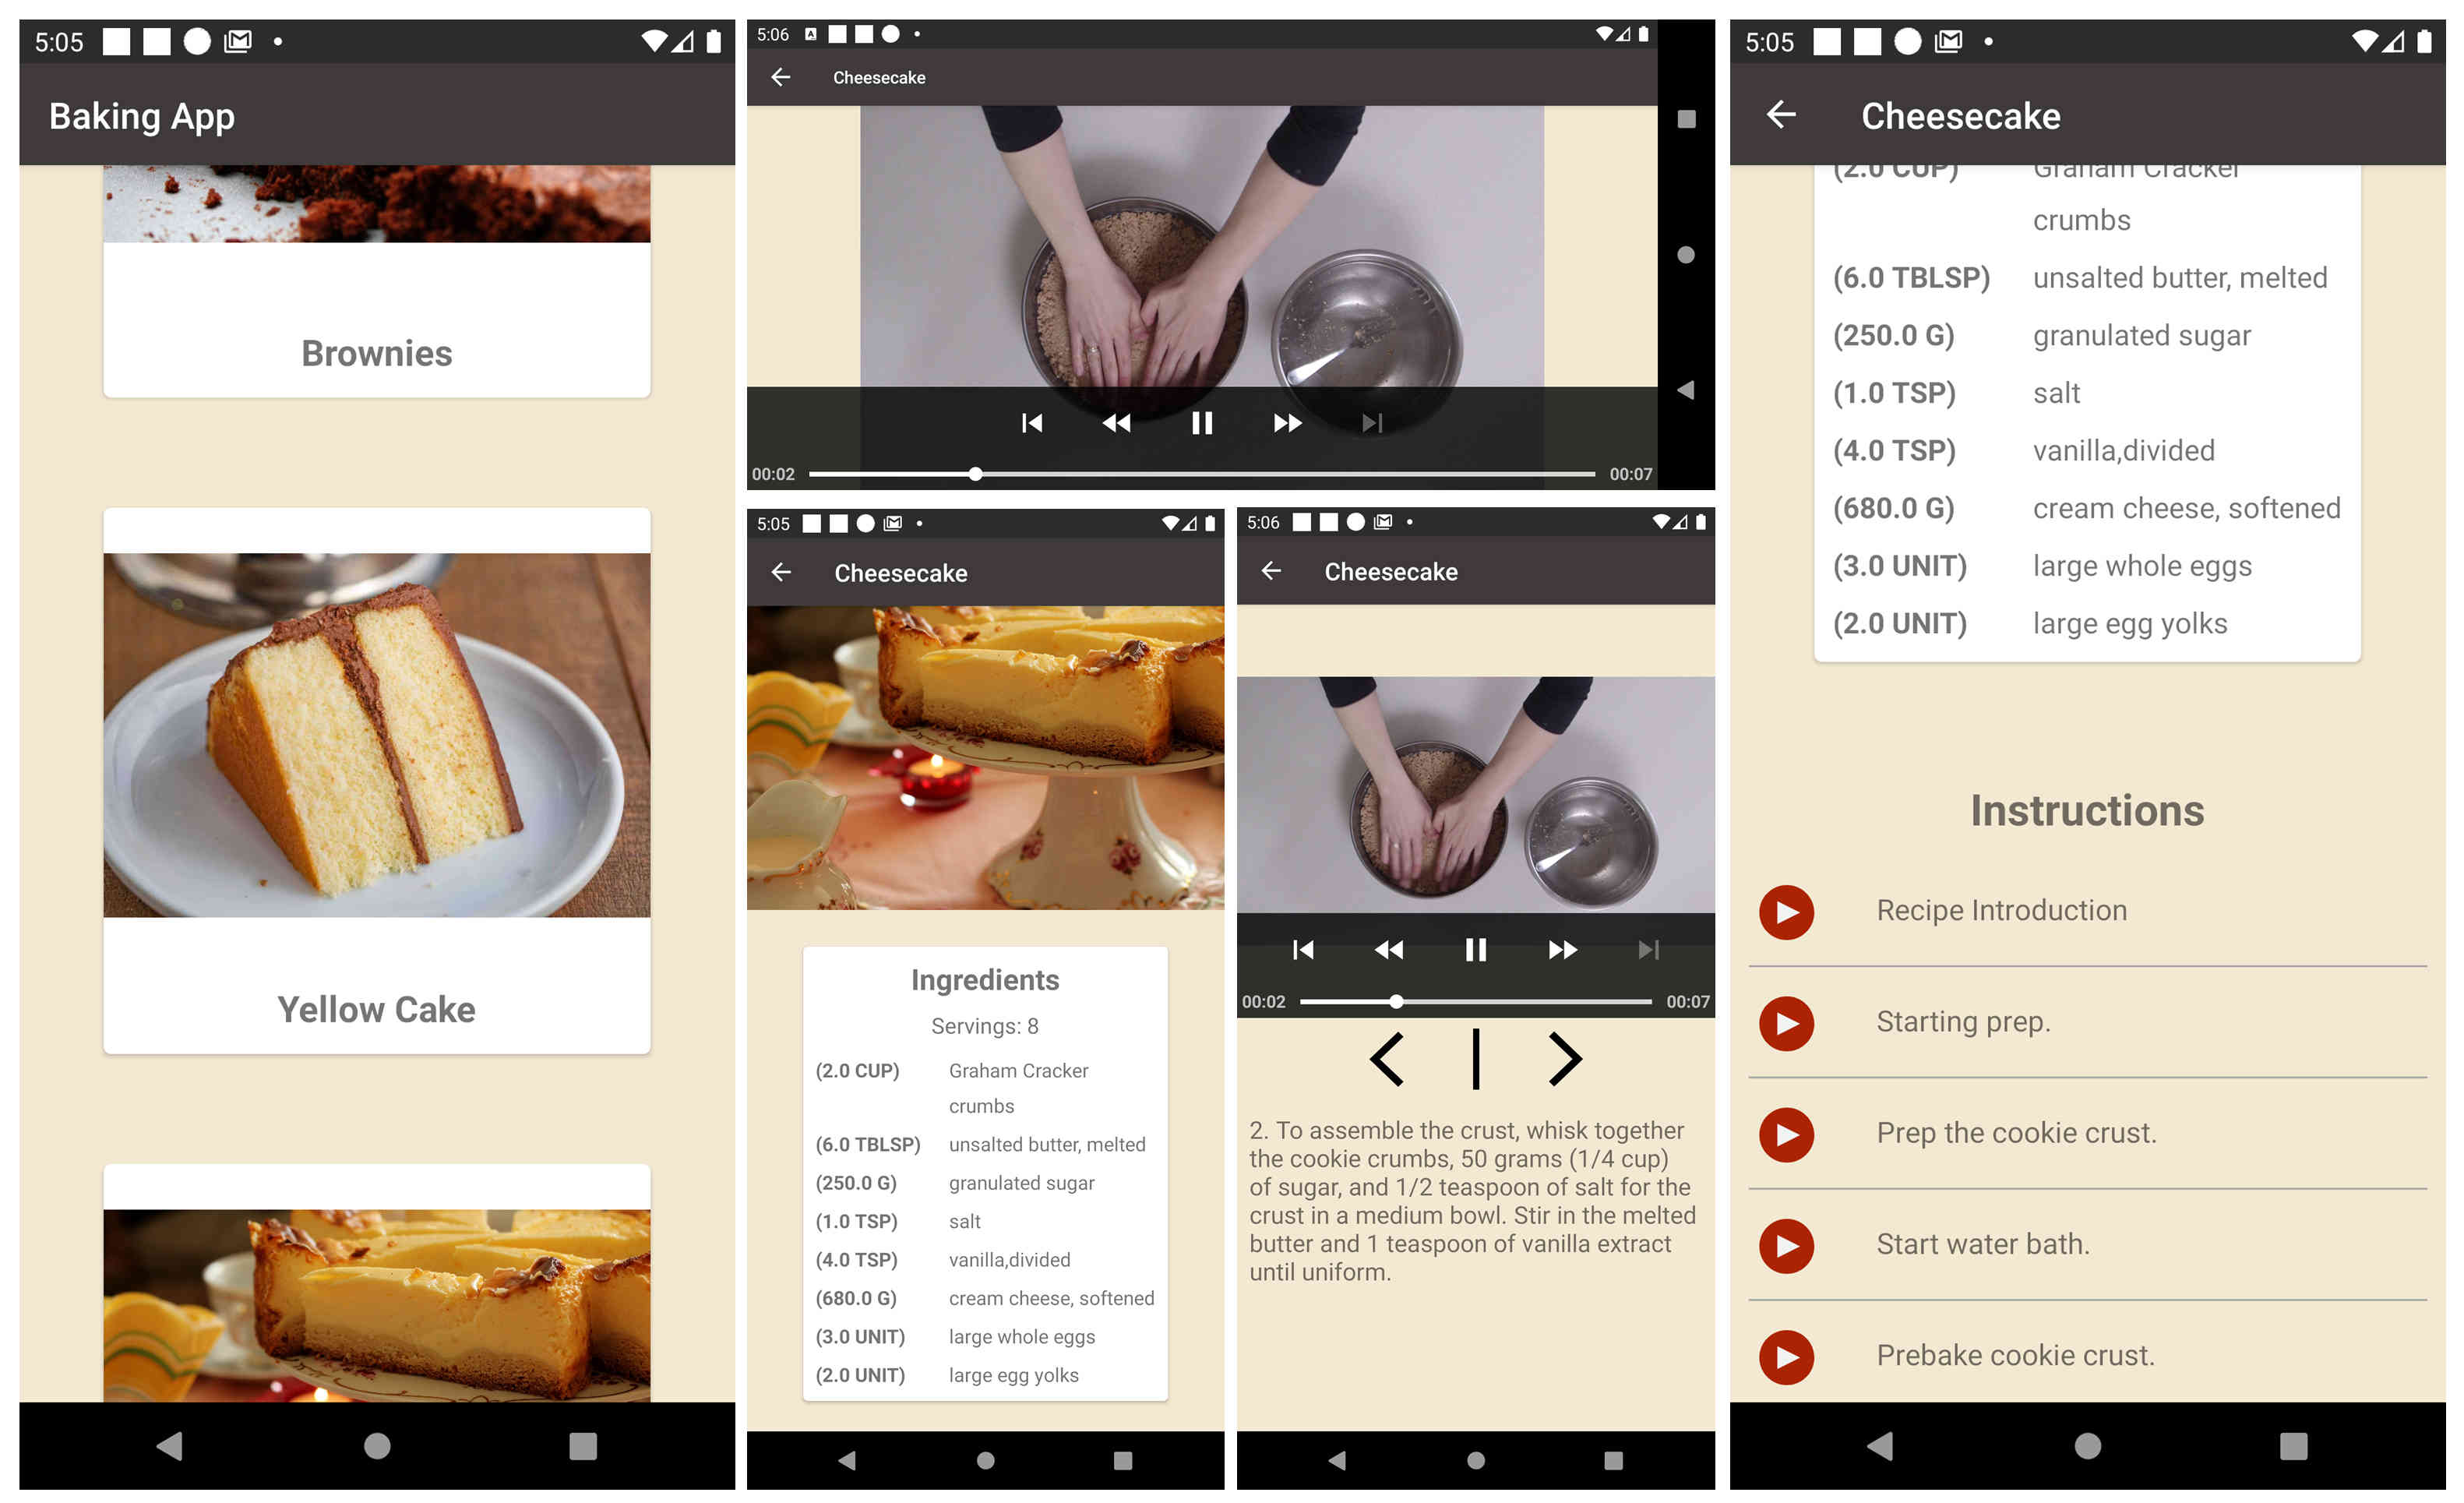 5:05
Baking App
Brownies
Yellow Cake
5:06
Cheesecake
00:02
00:07
5:05
Cheesecake
Ingredients
Servings: 8
(2.0 CUP) Graham Cracker
crumbs
(6.0 TBLSP) unsalted butter, melted
(250.0 G) granulated sugar
(1.0 TSP) salt
(4.0 TSP) vanilla,divided
(680.0 G) cream cheese, softened
(3.0 UNIT) large whole eggs
(2.0 UNIT) large egg yolks
5:06
Cheesecake
00:02
00:07
2. To assemble the crust, whisk together
the cookie crumbs, 50 grams (1/4 cup)
of sugar, and 1/2 teaspoon of salt for the
crust in a medium bowl. Stir in the melted
butter and 1 teaspoon of vanilla extract
until uniform.
5:05
Cheesecake
(2.0 CUP) Graham Cracker
crumbs
(6.0 TBLSP) unsalted butter, melted
(250.0 G) granulated sugar
(1.0 TSP) salt
(4.0 TSP) vanilla,divided
(680.0 G) cream cheese, softened
(3.0 UNIT) large whole eggs
(2.0 UNIT) large egg yolks
Instructions
Recipe Introduction
Starting prep.
Prep the cookie crust.
Start water bath.
Prebake cookie crust.